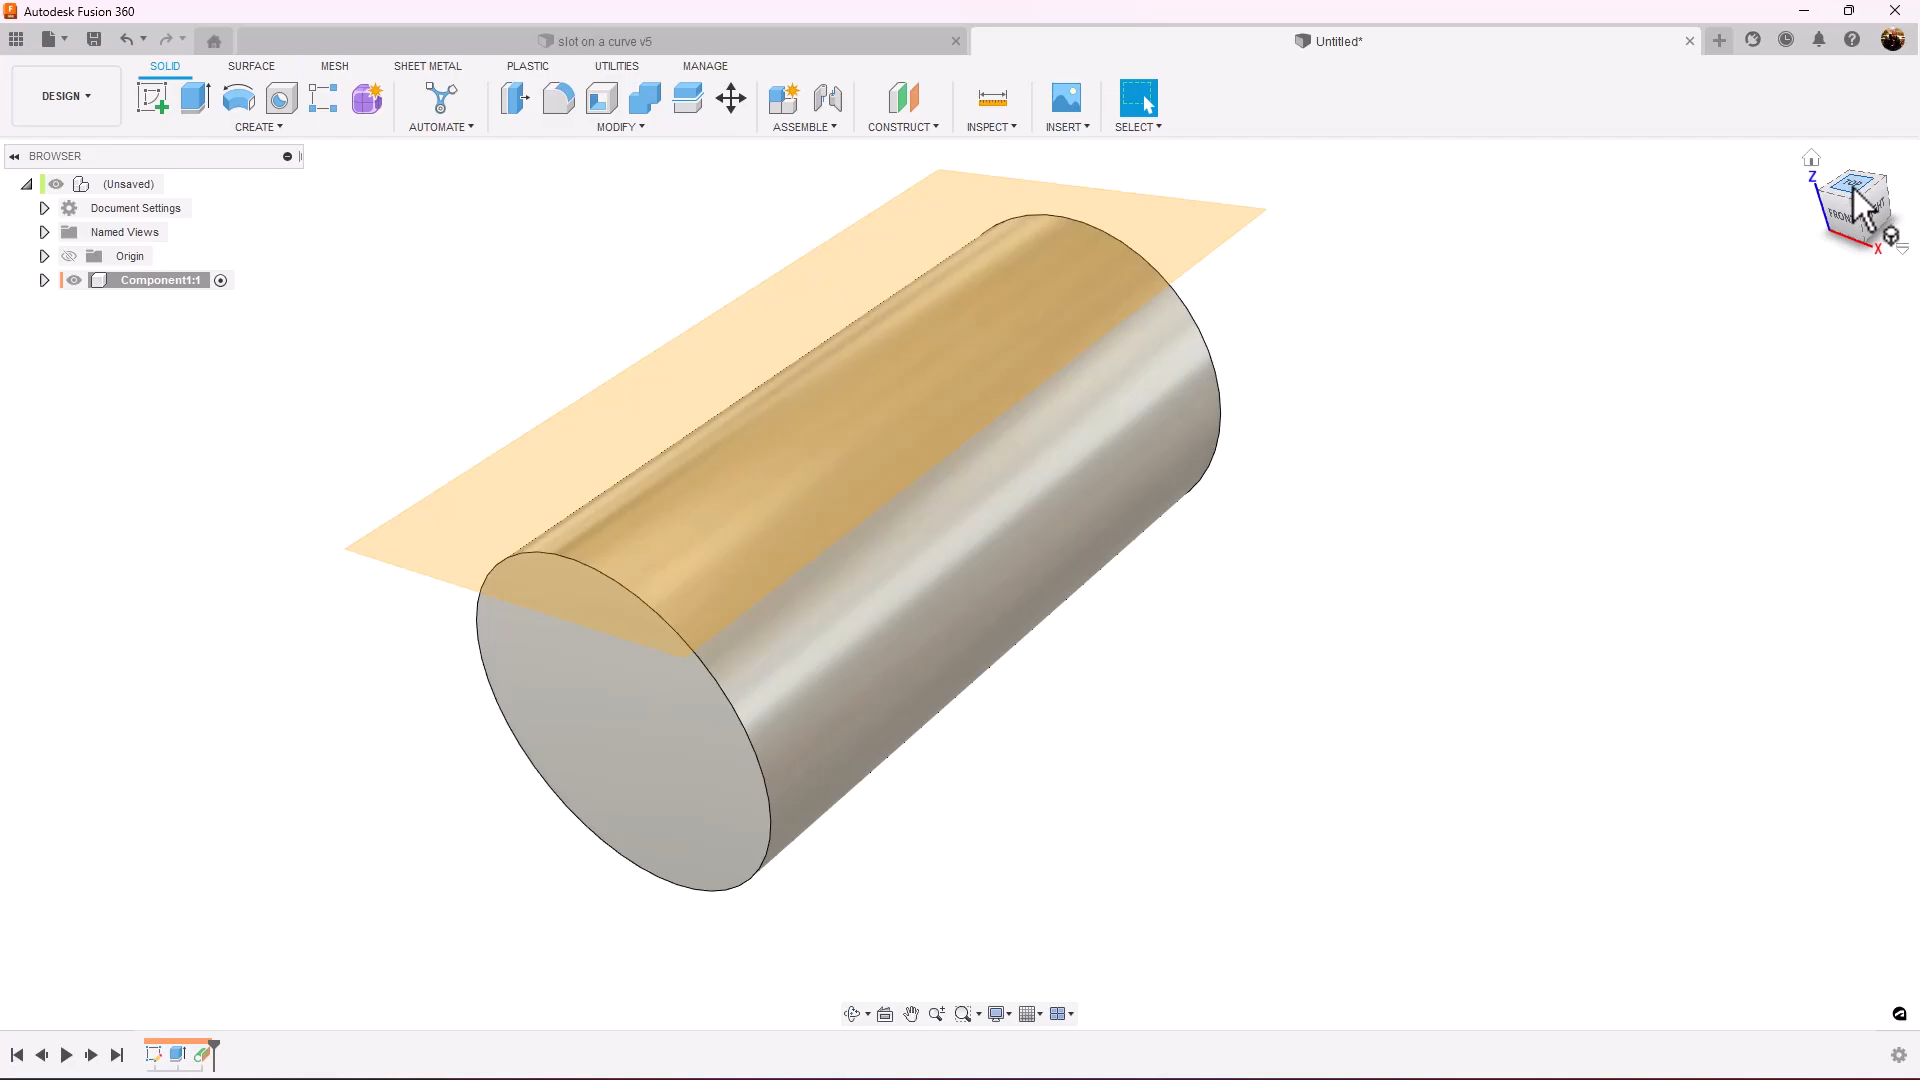 Autodesk Fusion 360
slot on a curve v5
Untitled*
SOLID
SURFACE
MESH
SHEET METAL
PLASTIC
UTILITIES
MANAGE
DESIGN
CREATE
AUTOMATE
MODIFY
ASSEMBLE
CONSTRUCT
INSPECT
INSERT
SELECT
BROWSER
(Unsaved)
Document Settings
Named Views
Origin
Component1:1
Z
TOP
X